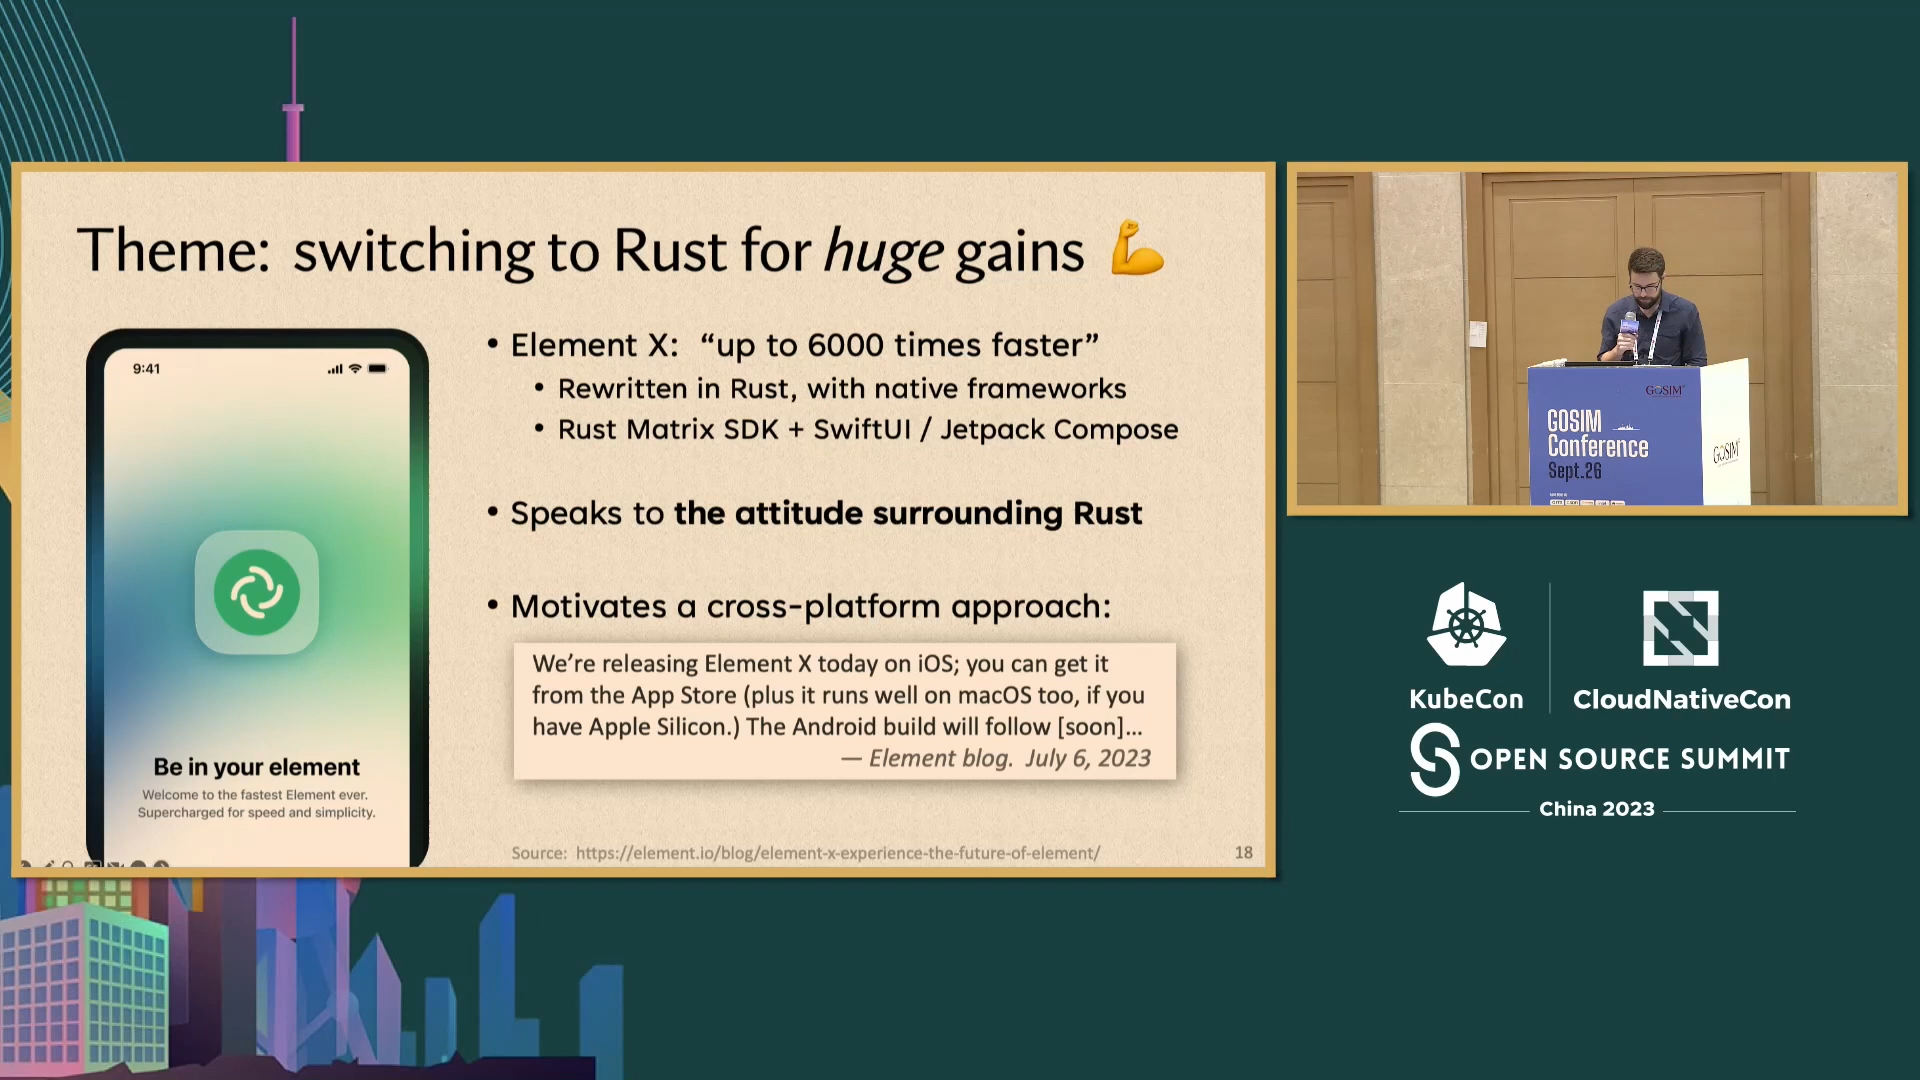 Theme: switching to Rust for huge gains 💪
9:41
Be in your element
Welcome to the fastest Element ever.
Supercharged for speed and simplicity.
• Element X: “up to 6000 times faster”
• Rewritten in Rust, with native frameworks
• Rust Matrix SDK + SwiftUI / Jetpack Compose
• Speaks to the attitude surrounding Rust
• Motivates a cross-platform approach:
We’re releasing Element X today on iOS; you can get it
from the App Store (plus it runs well on macOS too, if you
have Apple Silicon.) The Android build will follow [soon]...
— Element blog. July 6, 2023
Source: https://element.io/blog/element-x-experience-the-future-of-element/
18
GOSIM
GOSIM
Conference
Sept.26
GOSIM
KubeCon
CloudNativeCon
OPEN SOURCE SUMMIT
China 2023